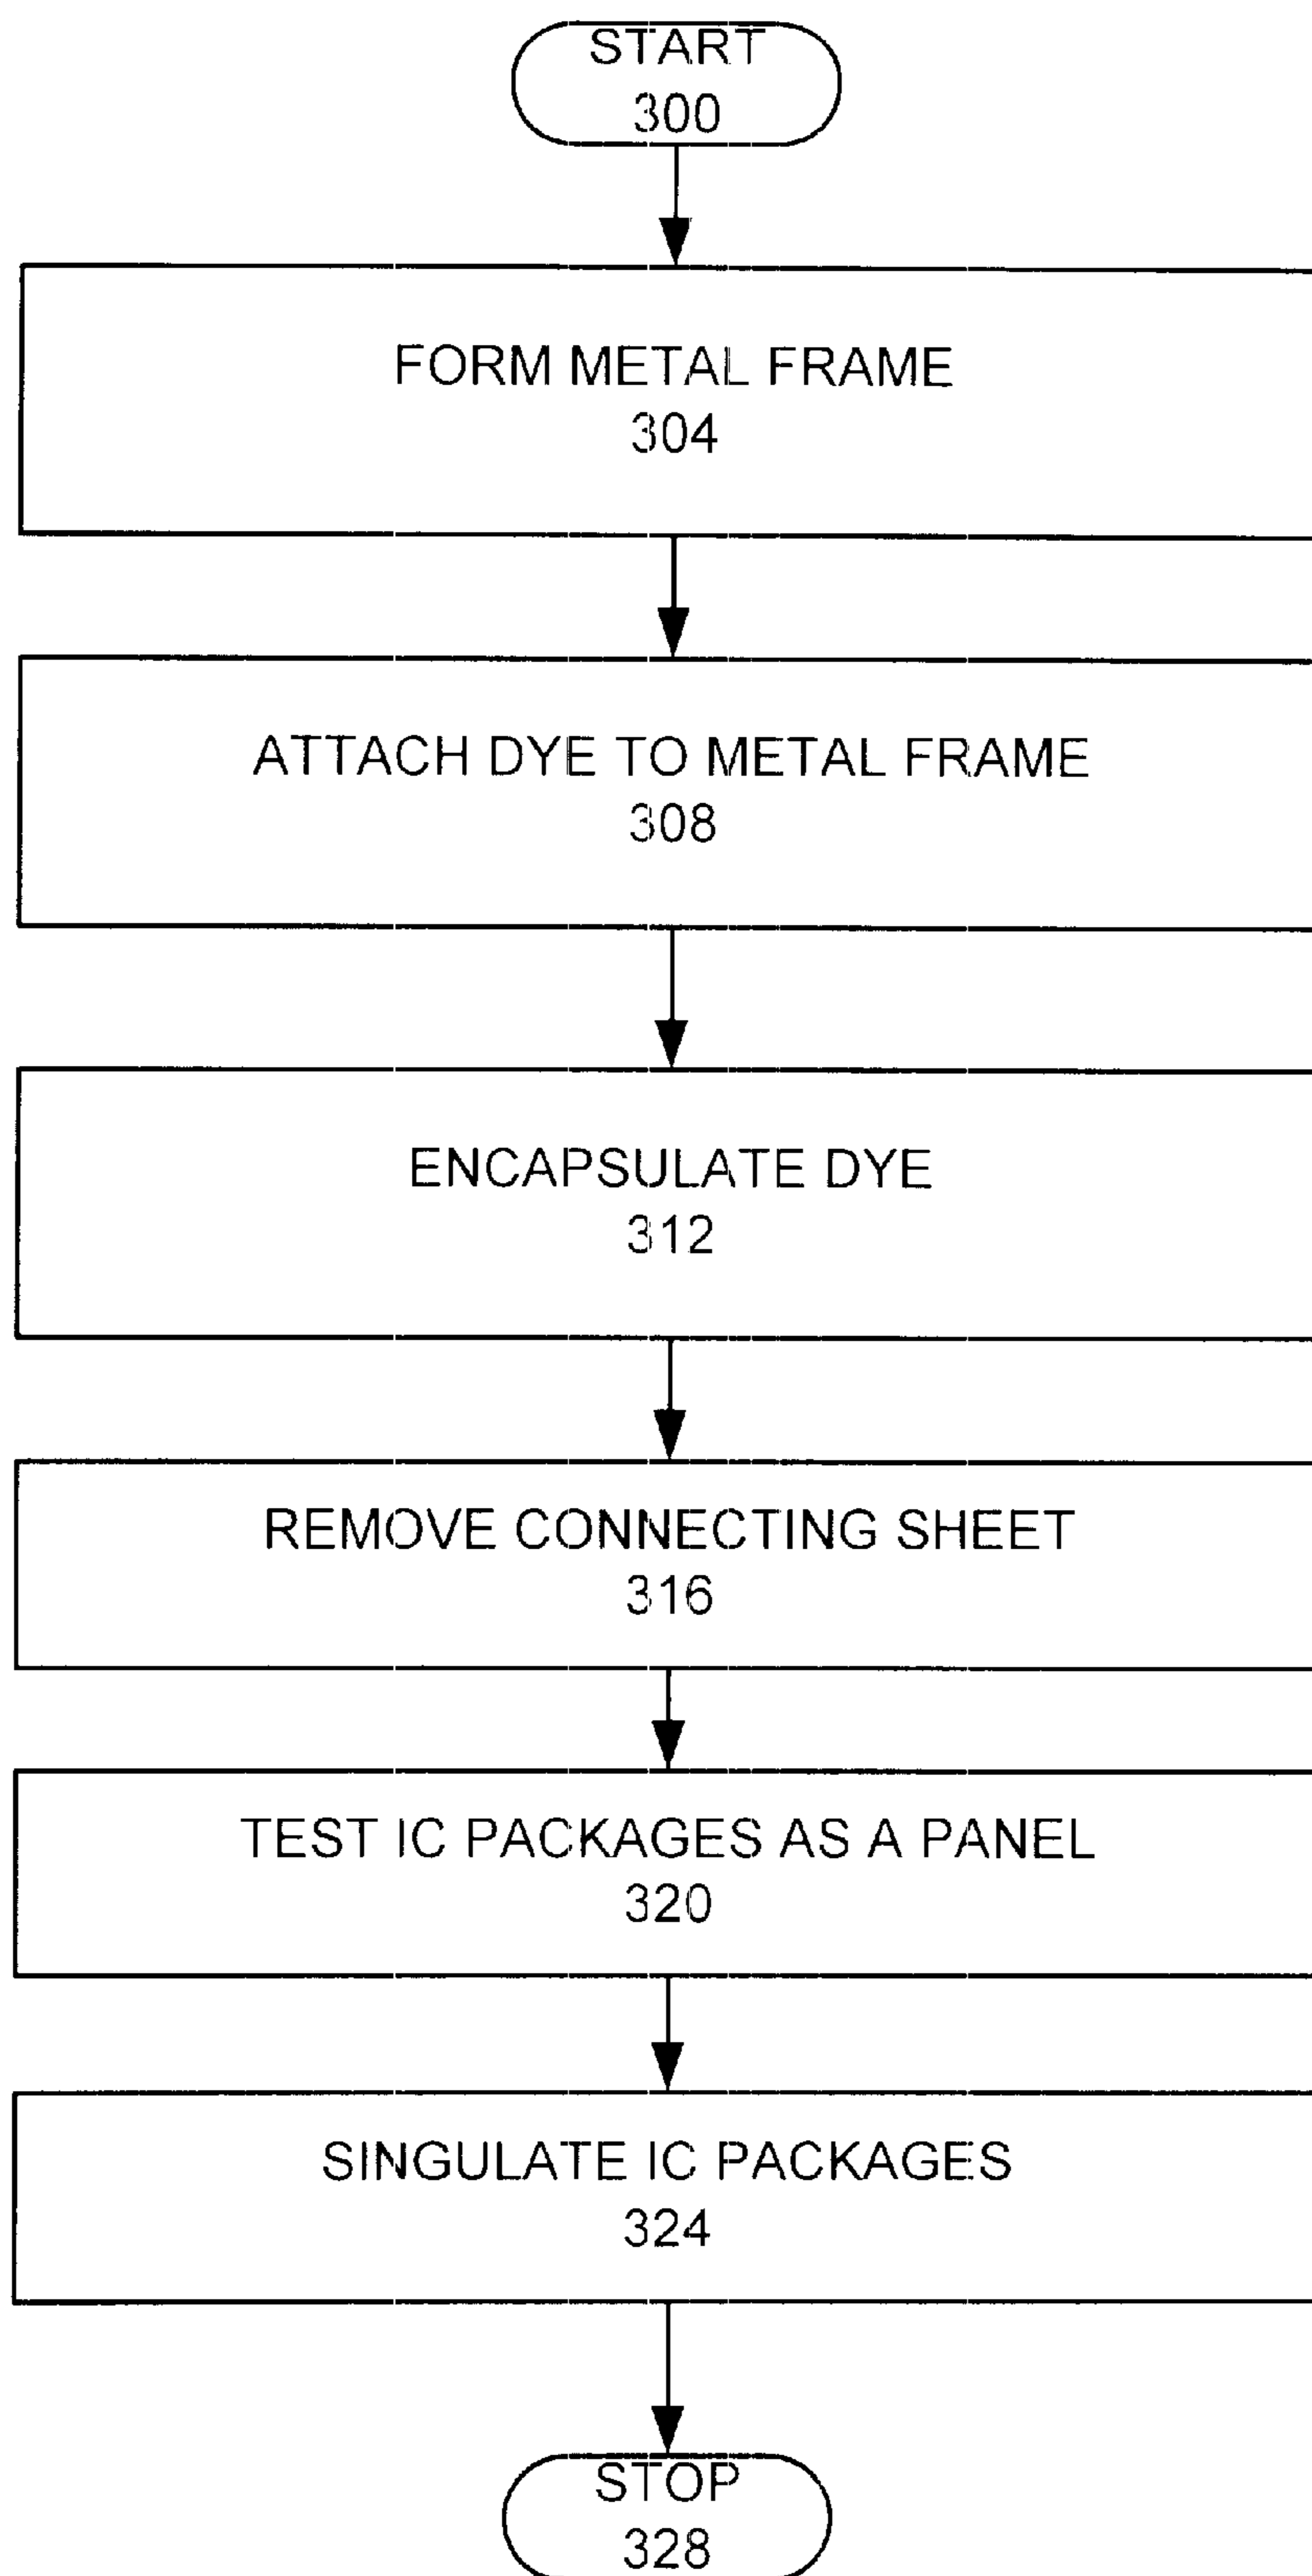 START
300
FORM METAL FRAME
304
ATTACH DYE TO METAL FRAME
308
ENCAPSULATE DYE
312
REMOVE CONNECTING SHEET
316
TEST IC PACKAGES AS A PANEL
320
SINGULATE IC PACKAGES
324
STOP
328